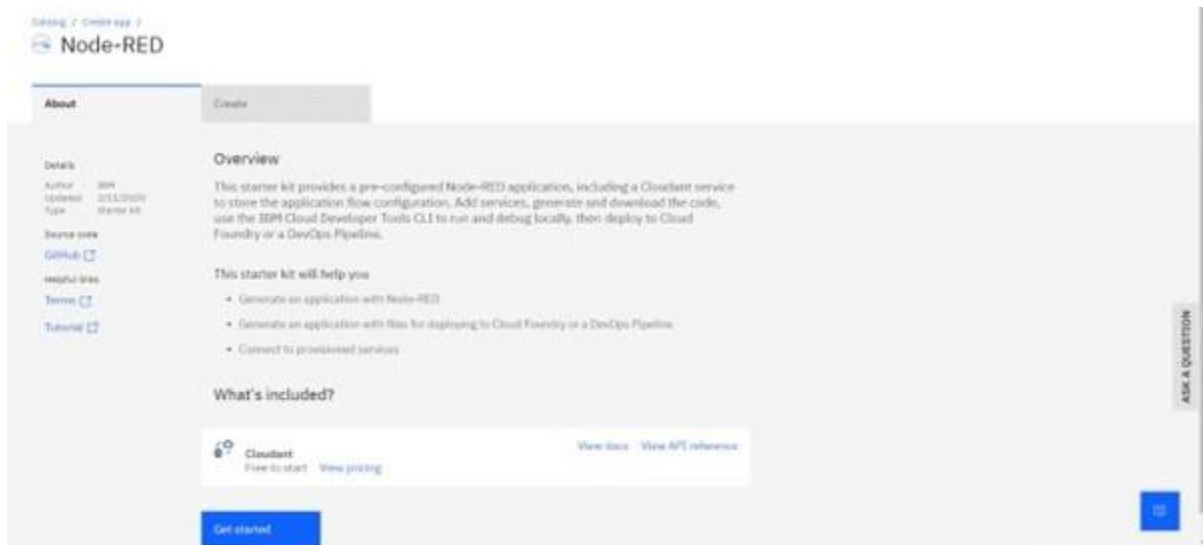 Catalog / Create app /
Node-RED
About
Create
Details
Author IBM
Updated
Type Starter kit
Source code
GitHub
Helpful links
Terms
Tutorial
Overview
This starter kit provides a pre-configured Node-RED application, including a Cloudant service
to store the application flow configuration. Add services, generate and download the code,
use the IBM Cloud Developer Tools CLI to run and debug locally, then deploy to Cloud
Foundry or a DevOps Pipeline.
This starter kit will help you
• Generate an application with Node-RED
• Generate an application with files for deploying to Cloud Foundry or a DevOps Pipeline
• Connect to provisioned services
What's included?
Cloudant
Free to start View pricing
View docs View API reference
Get started
ASK A QUESTION